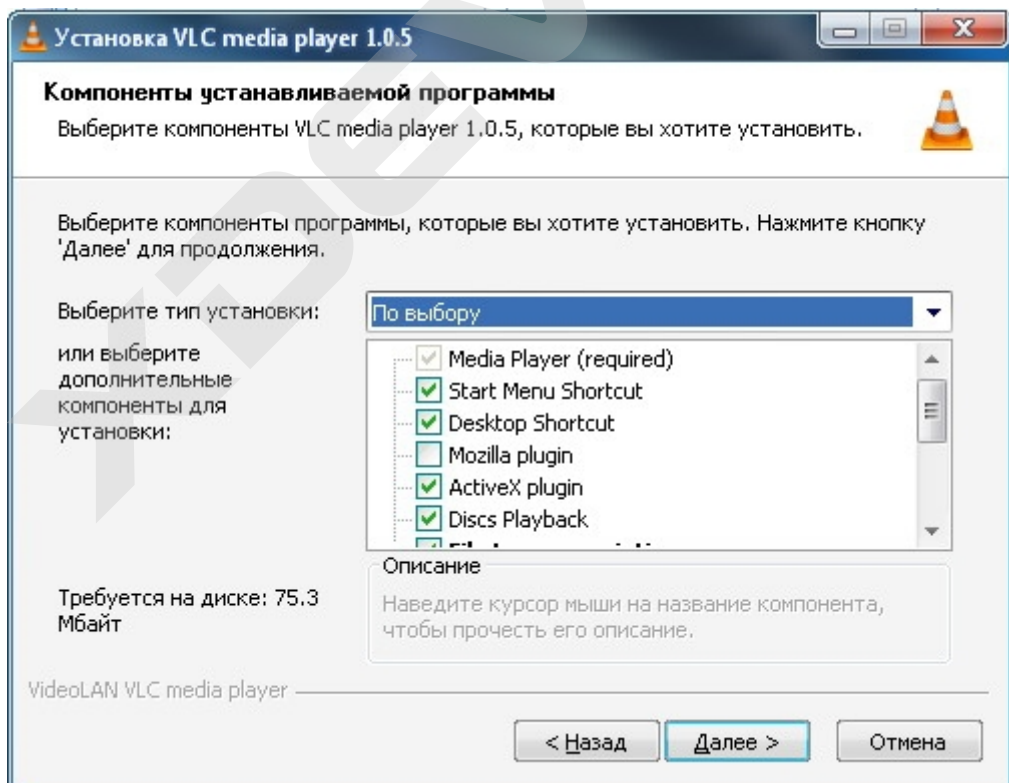 Установка VLC media player 1.0.5
Компоненты устанавливаемой программы
Выберите компоненты VLC media player 1.0.5, которые вы хотите установить.
Выберите компоненты программы, которые вы хотите установить. Нажмите кнопку
'Далее' для продолжения.
Выберите тип установки:
По выбору
или выберите
дополнительные
компоненты для
установки:
Media Player (required)
Start Menu Shortcut
Desktop Shortcut
Mozilla plugin
ActiveX plugin
Discs Playback
Требуется на диске: 75.3
Мбайт
Описание
Наведите курсор мыши на название компонента,
чтобы прочесть его описание.
VideoLAN VLC media player
< Назад
Далее >
Отмена